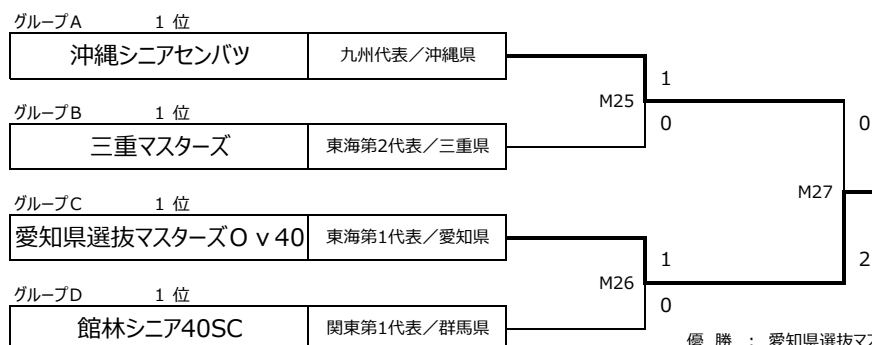 グループA 1 位
沖縄シニアセンバツ 九州代表／沖縄県
1
M25
グループB 1 位
0
0
三重マスターズ 東海第2代表／三重県
M27
グループC 1 位
愛知県選抜マスターズＯｖ40 東海第1代表／愛知県
1
2
M26
グループD 1 位
0
館林シニア40SC 関東第1代表／群馬県
優 勝 ： 愛知県選抜マ